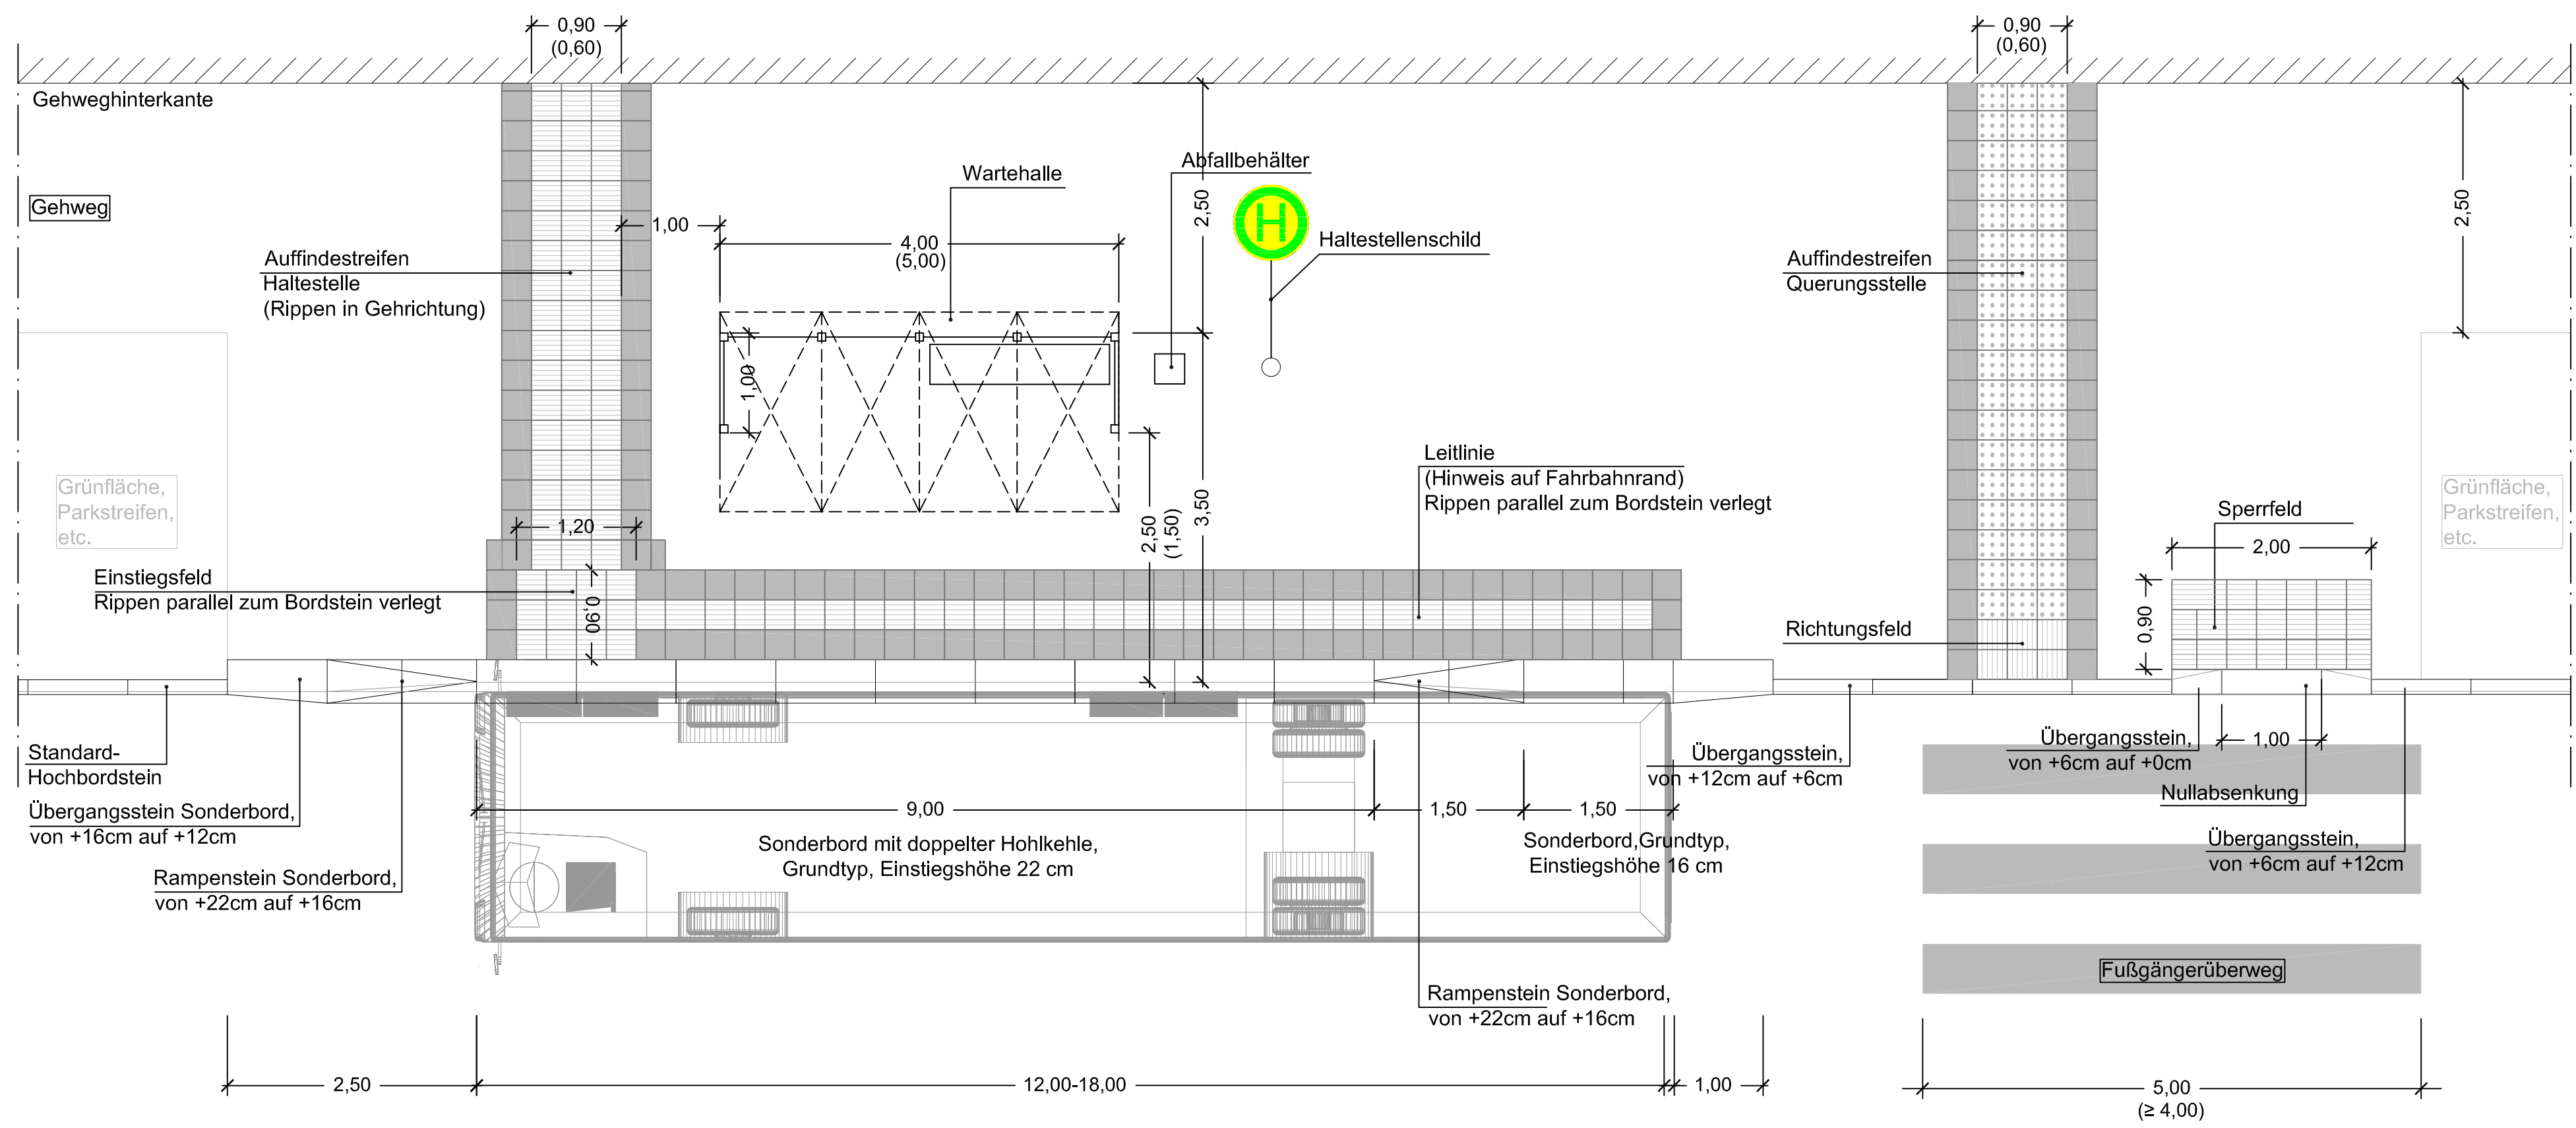 0,90
(0,60)
0,90
(0,60)
Gehweghinterkante
Gehweg
Wartehalle
Abfallbehälter
H
Haltestellenschild
2,50
2,50
1,00
4,00
(5,00)
Auffindestreifen
Haltestelle
(Rippen in Gehrichtung)
Auffindestreifen
Querungsstelle
1,00
Leitlinie
(Hinweis auf Fahrbahnrand)
Rippen parallel zum Bordstein verlegt
Grünfläche,
Parkstreifen,
etc.
Grünfläche,
Parkstreifen,
etc.
1,20
2,50
(1,50)
3,50
Sperrfeld
2,00
Einstiegsfeld
Rippen parallel zum Bordstein verlegt
0,90
0,90
Richtungsfeld
Standard-
Hochbordstein
Übergangsstein Sonderbord,
von +16cm auf +12cm
Rampenstein Sonderbord,
von +22cm auf +16cm
9,00
1,50
1,50
Sonderbord mit doppelter Hohlkehle,
Grundtyp, Einstiegshöhe 22 cm
Sonderbord,Grundtyp,
Einstiegshöhe 16 cm
Übergangsstein,
von +12cm auf +6cm
Übergangsstein,
von +6cm auf +0cm
1,00
Nullabsenkung
Übergangsstein,
von +6cm auf +12cm
Rampenstein Sonderbord,
von +22cm auf +16cm
Fußgängerüberweg
2,50
12,00-18,00
1,00
5,00
(≥ 4,00)